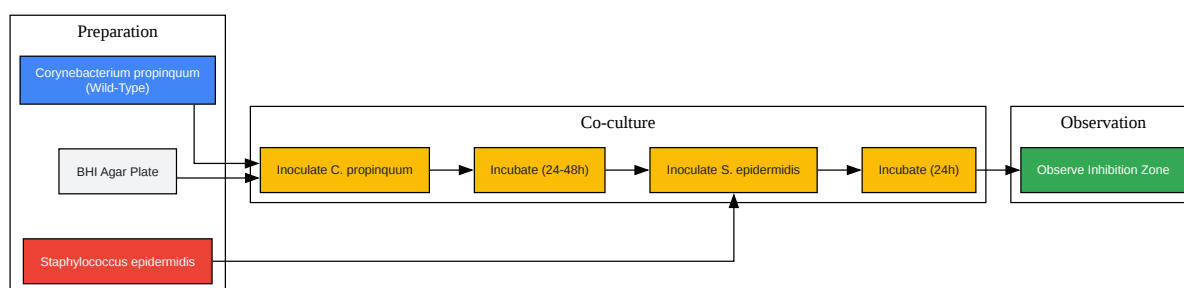 Preparation
Corynebacterium propinquum
(Wild-Type)
BHI Agar Plate
Staphylococcus epidermidis
Co-culture
Inoculate C. propinquum
Incubate (24-48h)
Inoculate S. epidermidis
Incubate (24h)
Observation
Observe Inhibition Zone